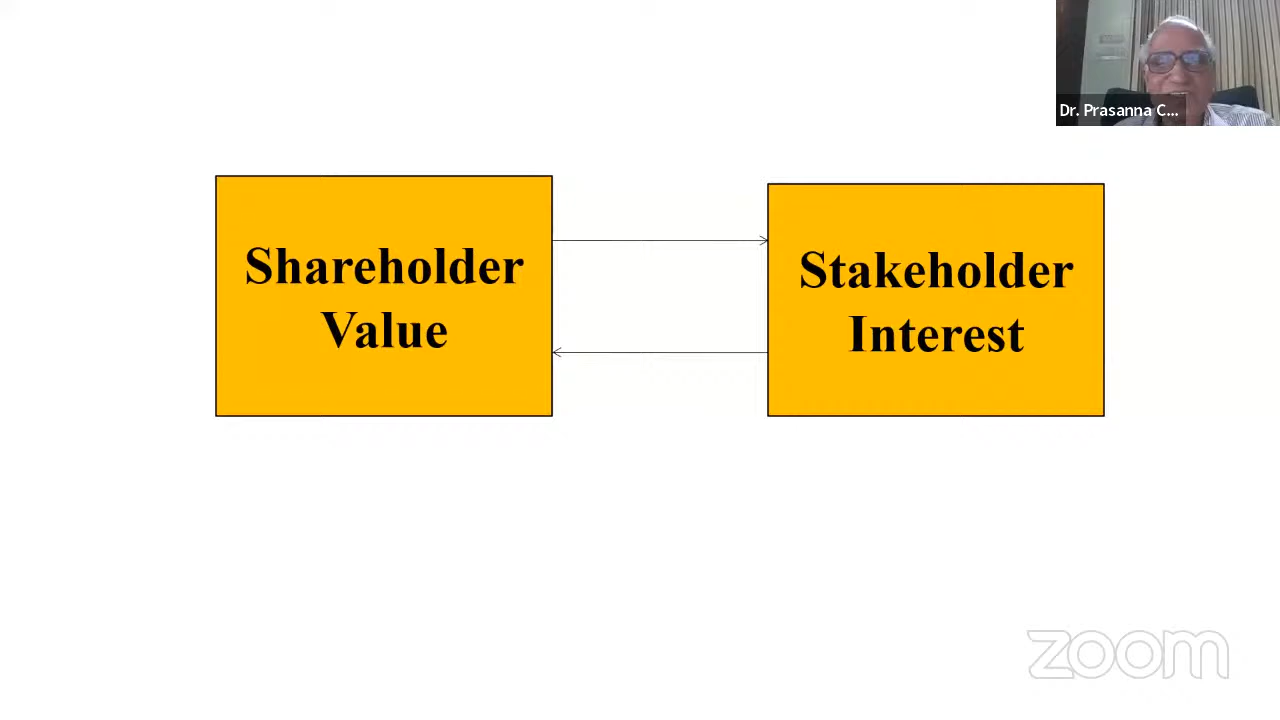 Dr. Prasanna C...
Shareholder
Value
Stakeholder
Interest
zoom